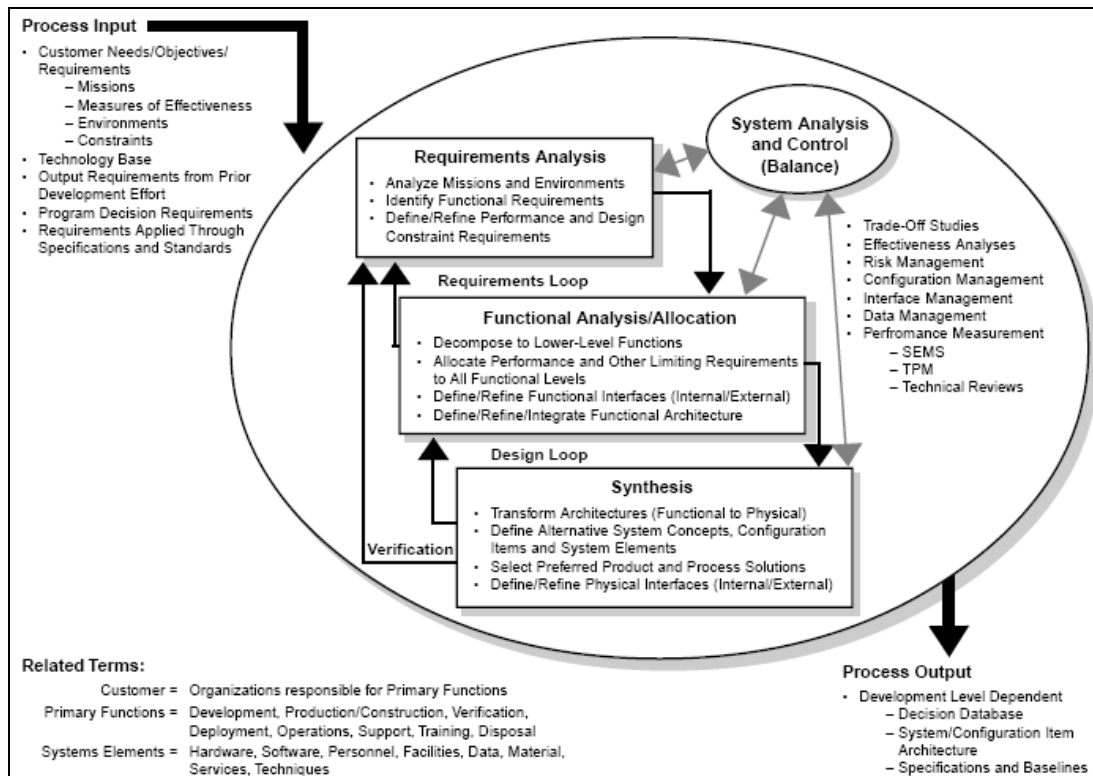 Process Input
• Customer Needs/Objectives/
Requirements
– Missions
– Measures of Effectiveness
– Environments
– Constraints
• Technology Base
• Output Requirements from Prior
Development Effort
• Program Decision Requirements
• Requirements Applied Through
Specifications and Standards
System Analysis
and Control
(Balance)
Requirements Analysis
• Analyze Missions and Environments
• Identify Functional Requirements
• Define/Refine Performance and Design
Constraint Requirements
• Trade-Off Studies
• Effectiveness Analyses
• Risk Management
• Configuration Management
• Interface Management
• Data Management
• Perfromance Measurement
– SEMS
– TPM
– Technical Reviews
Requirements Loop
Functional Analysis/Allocation
• Decompose to Lower-Level Functions
• Allocate Performance and Other Limiting Requirements
to All Functional Levels
• Define/Refine Functional Interfaces (Internal/External)
• Define/Refine/Integrate Functional Architecture
Design Loop
Synthesis
• Transform Architectures (Functional to Physical)
• Define Alternative System Concepts, Configuration
Items and System Elements
• Select Preferred Product and Process Solutions
• Define/Refine Physical Interfaces (Internal/External)
Verification
Related Terms:
Customer = Organizations responsible for Primary Functions
Primary Functions = Development, Production/Construction, Verification,
Deployment, Operations, Support, Training, Disposal
Systems Elements = Hardware, Software, Personnel, Facilities, Data, Material,
Services, Techniques
Process Output
• Development Level Dependent
– Decision Database
– System/Configuration Item
Architecture
– Specifications and Baselines